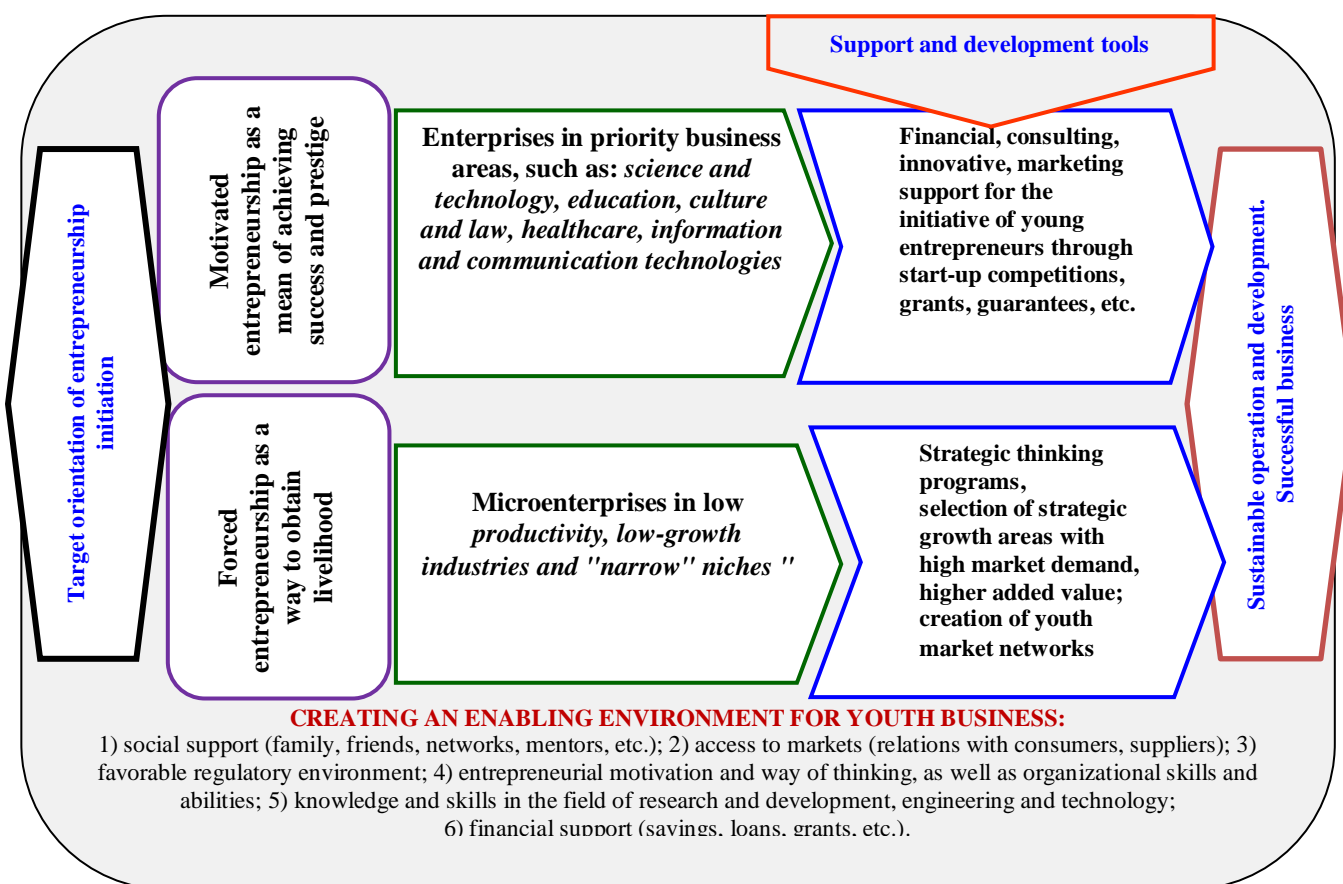 Support and development tools
Target orientation of entrepreneurship
initiation
Motivated
entrepreneurship as a
mean of achieving
success and prestige
Enterprises in priority business
areas, such as: science and
technology, education, culture
and law, healthcare, information
and communication technologies
Financial, consulting,
innovative, marketing
support for the
initiative of young
entrepreneurs through
start-up competitions,
grants, guarantees, etc.
Forced
entrepreneurship as a
way to obtain
livelihood
Microenterprises in low
productivity, low-growth
industries and "narrow" niches "
Strategic thinking
programs,
selection of strategic
growth areas with
high market demand,
higher added value;
creation of youth
market networks
Sustainable operation and development.
Successful business
CREATING AN ENABLING ENVIRONMENT FOR YOUTH BUSINESS:
1) social support (family, friends, networks, mentors, etc.); 2) access to markets (relations with consumers, suppliers); 3)
favorable regulatory environment; 4) entrepreneurial motivation and way of thinking, as well as organizational skills and
abilities; 5) knowledge and skills in the field of research and development, engineering and technology;
6) financial support (savings, loans, grants, etc.).